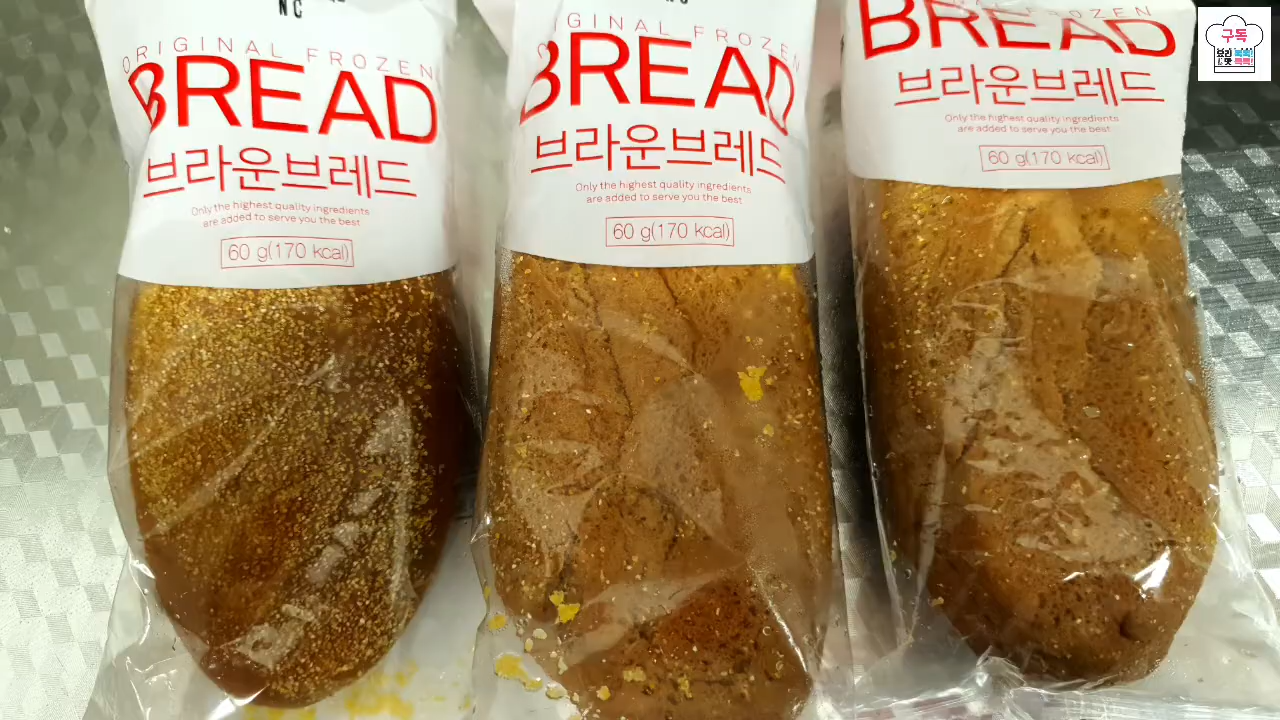 NC
ORIGINAL FROZEN
BREAD
브라운브레드
Only the highest quality ingredients
are added to serve you the best
60 g(170 kcal)
ORIGINAL FROZEN
BREAD
브라운브레드
Only the highest quality ingredients
are added to serve you the best
60 g(170 kcal)
FROZEN
BREAD
브라운브레드
Only the highest quality ingredients
are added to serve you the best
60 g(170 kcal)
구독